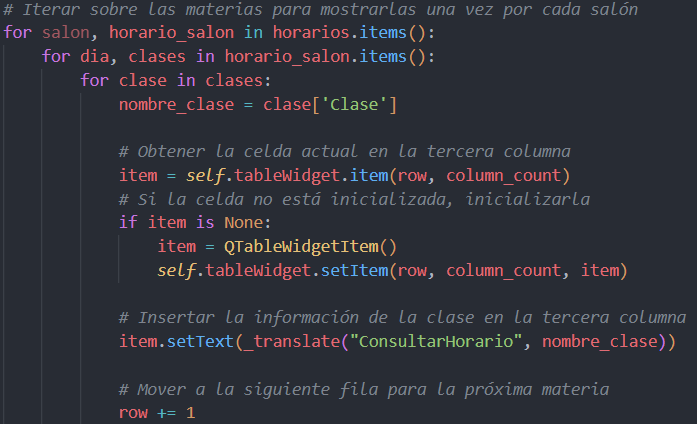 # Iterar sobre las materias para mostrarlas una vez por cada salón
for salon, horario_salon in horarios.items():
    for dia, clases in horario_salon.items():
        for clase in clases:
            nombre_clase = clase['Clase']

            # Obtener la celda actual en la tercera columna
            item = self.tableWidget.item(row, column_count)
            # Si la celda no está inicializada, inicializarla
            if item is None:
                item = QTableWidgetItem()
                self.tableWidget.setItem(row, column_count, item)

            # Insertar la información de la clase en la tercera columna
            item.setText(_translate("ConsultarHorario", nombre_clase))

            # Mover a la siguiente fila para la próxima materia
            row += 1